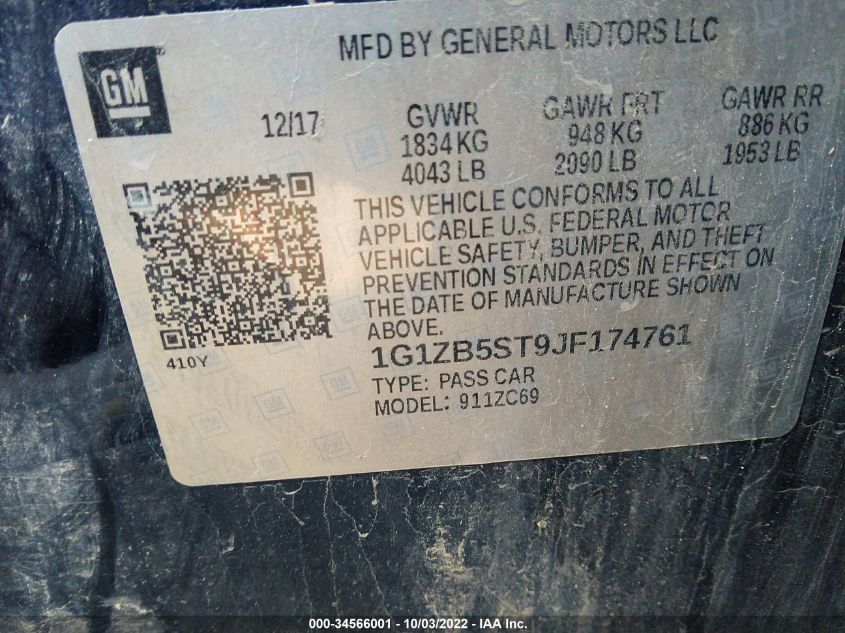 GM
MFD BY GENERAL MOTORS LLC
12/17
GVWR
1834 KG
4043 LB
GAWR FRT
948 KG
2090 LB
GAWR RR
886 KG
1953 LB
THIS VEHICLE CONFORMS TO ALL
APPLICABLE U.S. FEDERAL MOTOR
VEHICLE SAFETY, BUMPER, AND THEFT
PREVENTION STANDARDS IN EFFECT ON
THE DATE OF MANUFACTURE SHOWN
ABOVE.
410Y
1G1ZB5ST9JF174761
TYPE: PASS CAR
MODEL: 911ZC69
000-34566001 - 10/03/2022 - IAA Inc.